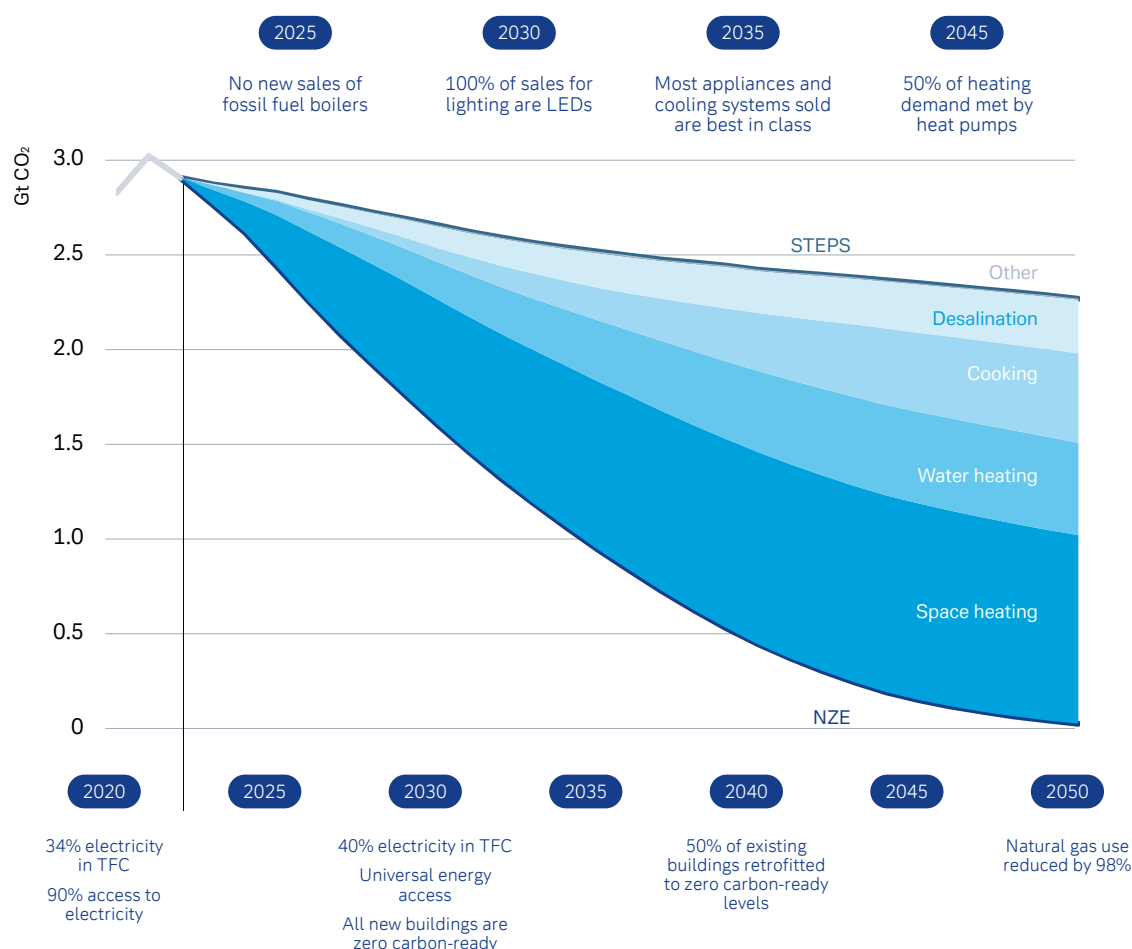 2025
2030
2035
2045
No new sales of
fossil fuel boilers
100% of sales for
lighting are LEDs
Most appliances and
cooling systems sold
are best in class
50% of heating
demand met by
heat pumps
Gt CO₂
3.0
2.5
2.0
1.5
1.0
0.5
0
STEPS
Other
Desalination
Cooking
Water heating
Space heating
NZE
2020
2025
2030
2035
2040
2045
2050
34% electricity
in TFC
90% access to
electricity
40% electricity in TFC
Universal energy
access
All new buildings are
zero carbon-ready
50% of existing
buildings retrofitted
to zero carbon-ready
levels
Natural gas use
reduced by 98%